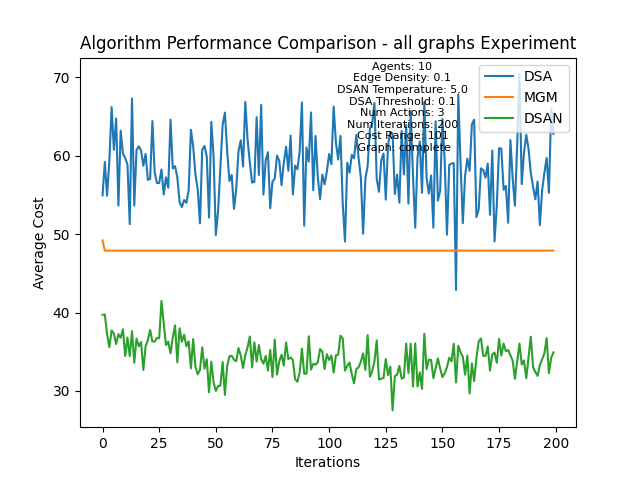 Algorithm Performance Comparison - all graphs Experiment
Agents: 10
Edge Density: 0.1
DSAN Temperature: 5.0
DSA Threshold: 0.1
Num Actions: 3
Num Iterations: 200
Cost Range: 101
Graph: complete
DSA
MGM
DSAN
Average Cost
70
60
50
40
30
0 25 50 75 100 125 150 175 200
Iterations